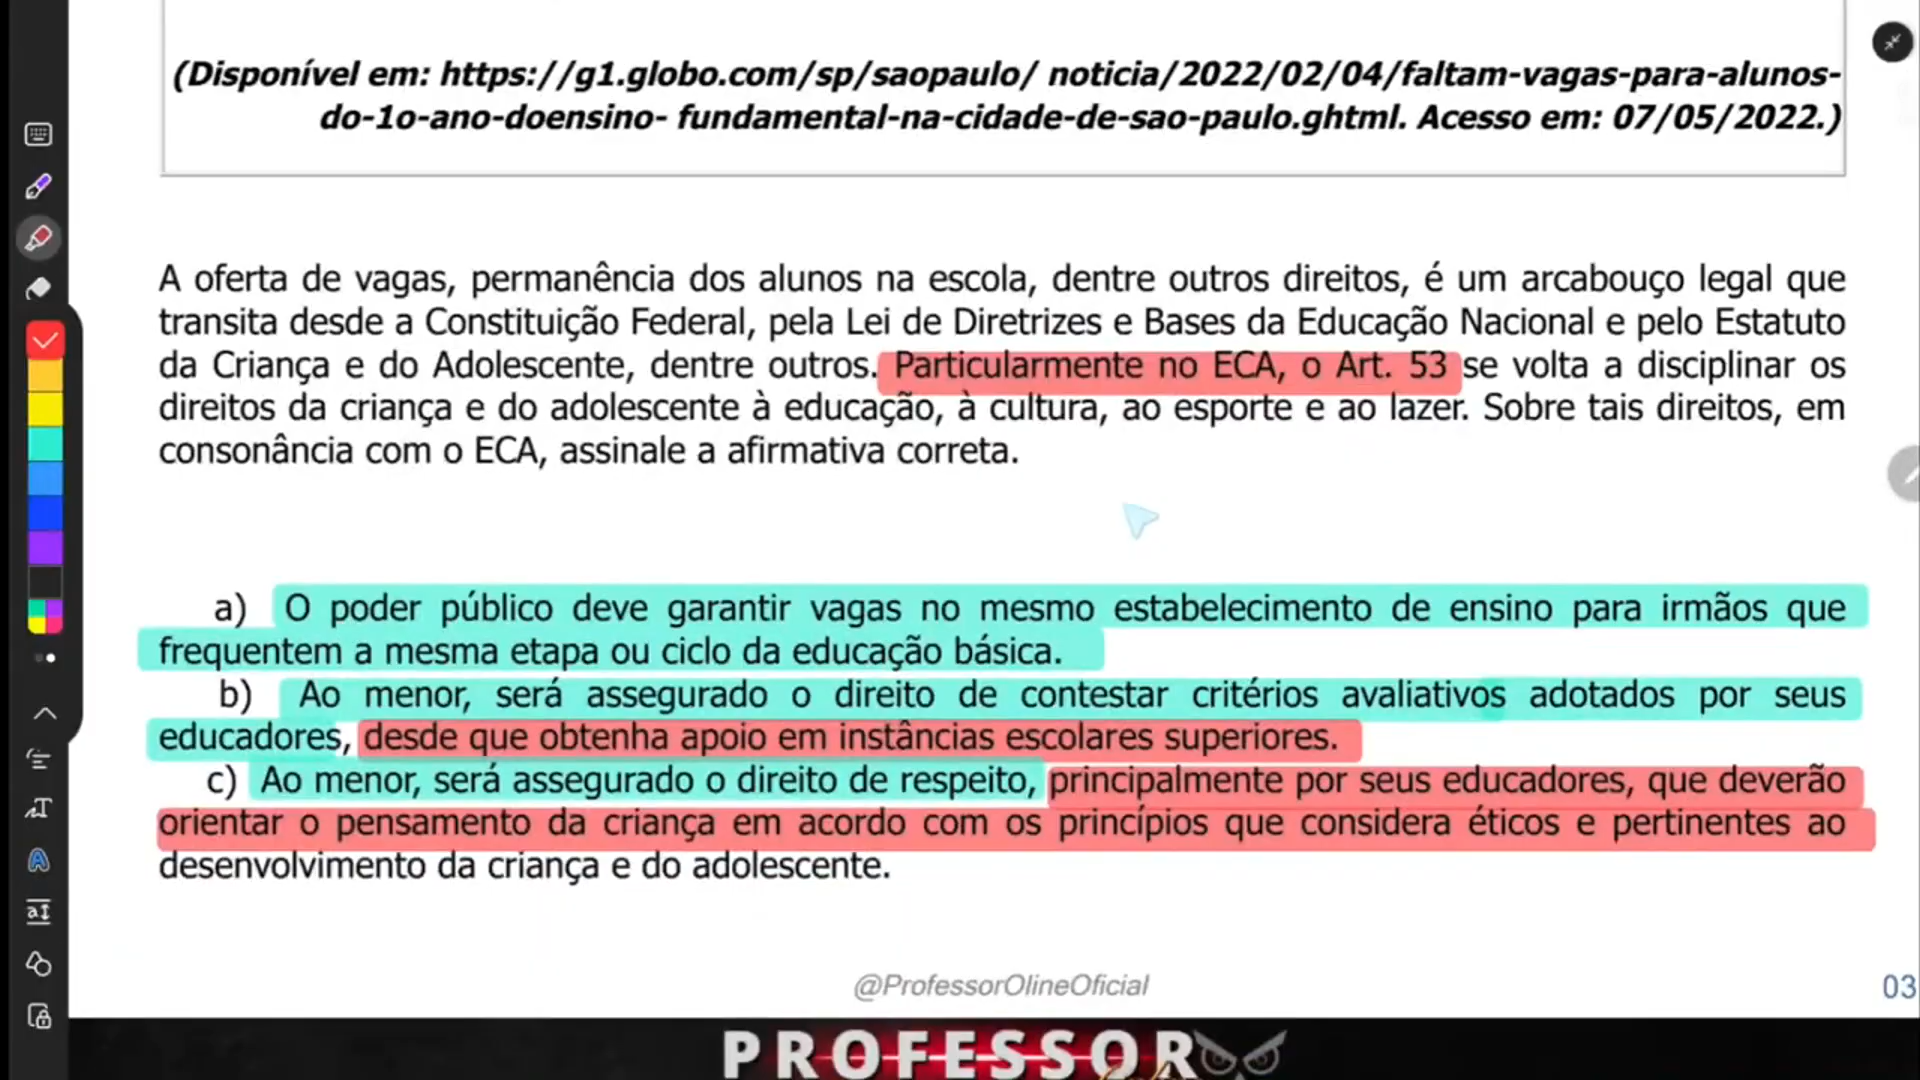 (Disponível em: https://g1.globo.com/sp/saopaulo/ noticia/2022/02/04/faltam-vagas-para-alunos-
do-1o-ano-doensino- fundamental-na-cidade-de-sao-paulo.ghtml. Acesso em: 07/05/2022.)
A oferta de vagas, permanência dos alunos na escola, dentre outros direitos, é um arcabouço legal que
transita desde a Constituição Federal, pela Lei de Diretrizes e Bases da Educação Nacional e pelo Estatuto
da Criança e do Adolescente, dentre outros. Particularmente no ECA, o Art. 53 se volta a disciplinar os
direitos da criança e do adolescente à educação, à cultura, ao esporte e ao lazer. Sobre tais direitos, em
consonância com o ECA, assinale a afirmativa correta.
a) O poder público deve garantir vagas no mesmo estabelecimento de ensino para irmãos que
frequentem a mesma etapa ou ciclo da educação básica.
b) Ao menor, será assegurado o direito de contestar critérios avaliativos adotados por seus
educadores, desde que obtenha apoio em instâncias escolares superiores.
c) Ao menor, será assegurado o direito de respeito, principalmente por seus educadores, que deverão
orientar o pensamento da criança em acordo com os princípios que considera éticos e pertinentes ao
desenvolvimento da criança e do adolescente.
@ProfessorOlineOficial
03
PROFESSOR